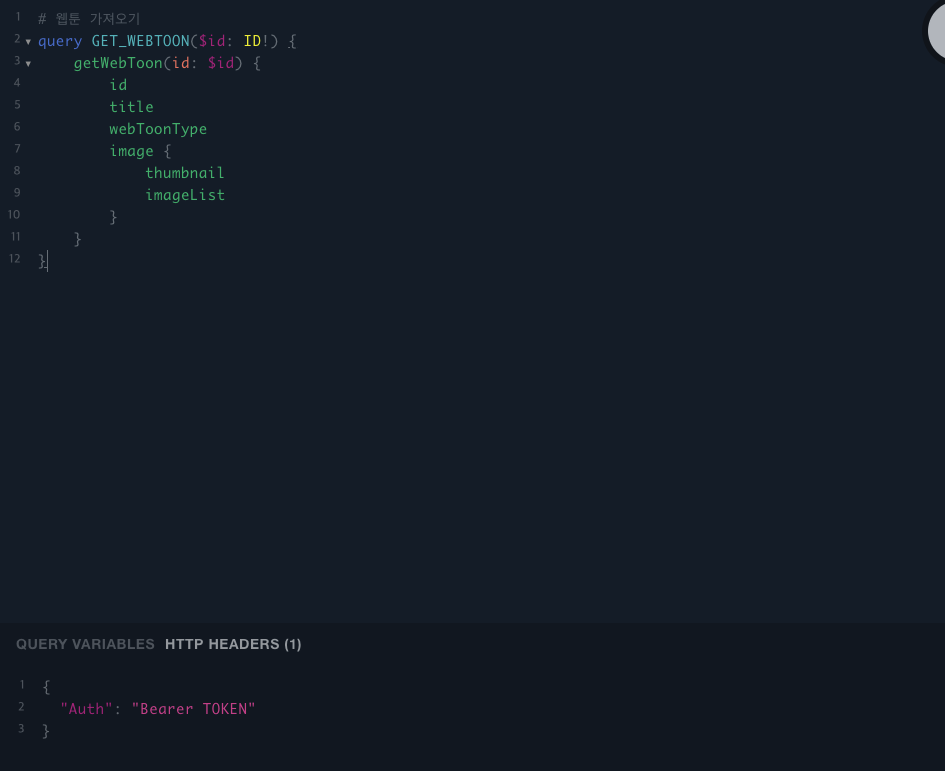 1 # 웹툰 가져오기
2 ▾ query GET_WEBTOON($id: ID!) {
3 ▾     getWebToon(id: $id) {
4         id
5         title
6         webToonType
7         image {
8             thumbnail
9             imageList
10         }
11     }
12 }
QUERY VARIABLES HTTP HEADERS (1)
1 {
2   "Auth": "Bearer TOKEN"
3 }